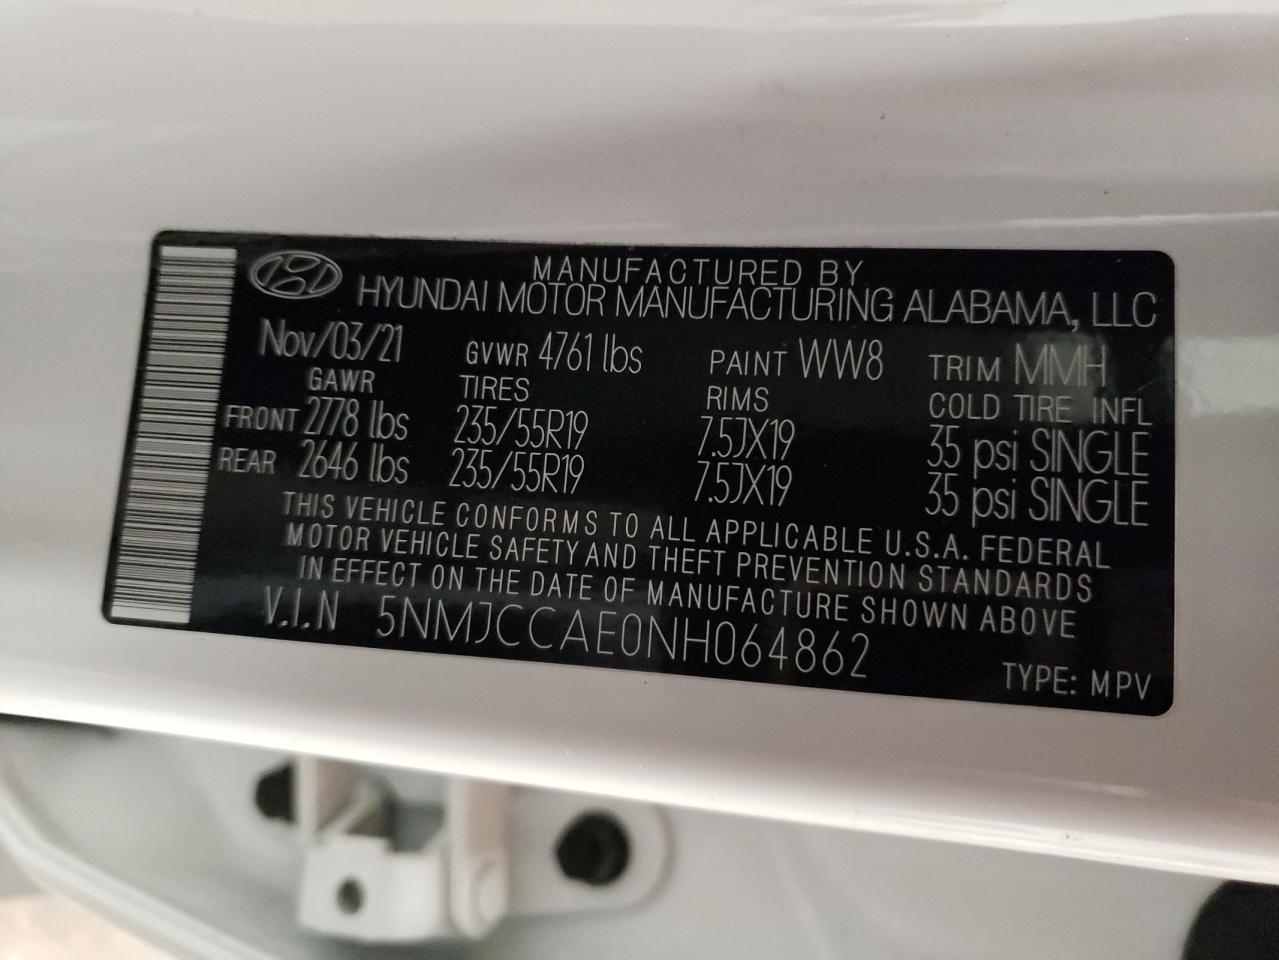 MANUFACTURED BY
HYUNDAI MOTOR MANUFACTURING ALABAMA, LLC
Nov/03/21 GVWR 4761 lbs PAINT WW8 TRIM MMH
GAWR TIRES RIMS COLD TIRE INFL
FRONT 2778 lbs 235/55R19 7.5JX19 35 psi SINGLE
REAR 2646 lbs 235/55R19 7.5JX19 35 psi SINGLE
THIS VEHICLE CONFORMS TO ALL APPLICABLE U.S.A. FEDERAL
MOTOR VEHICLE SAFETY AND THEFT PREVENTION STANDARDS
IN EFFECT ON THE DATE OF MANUFACTURE SHOWN ABOVE
V.I.N 5NMJCCAE0NH064862
TYPE: MPV